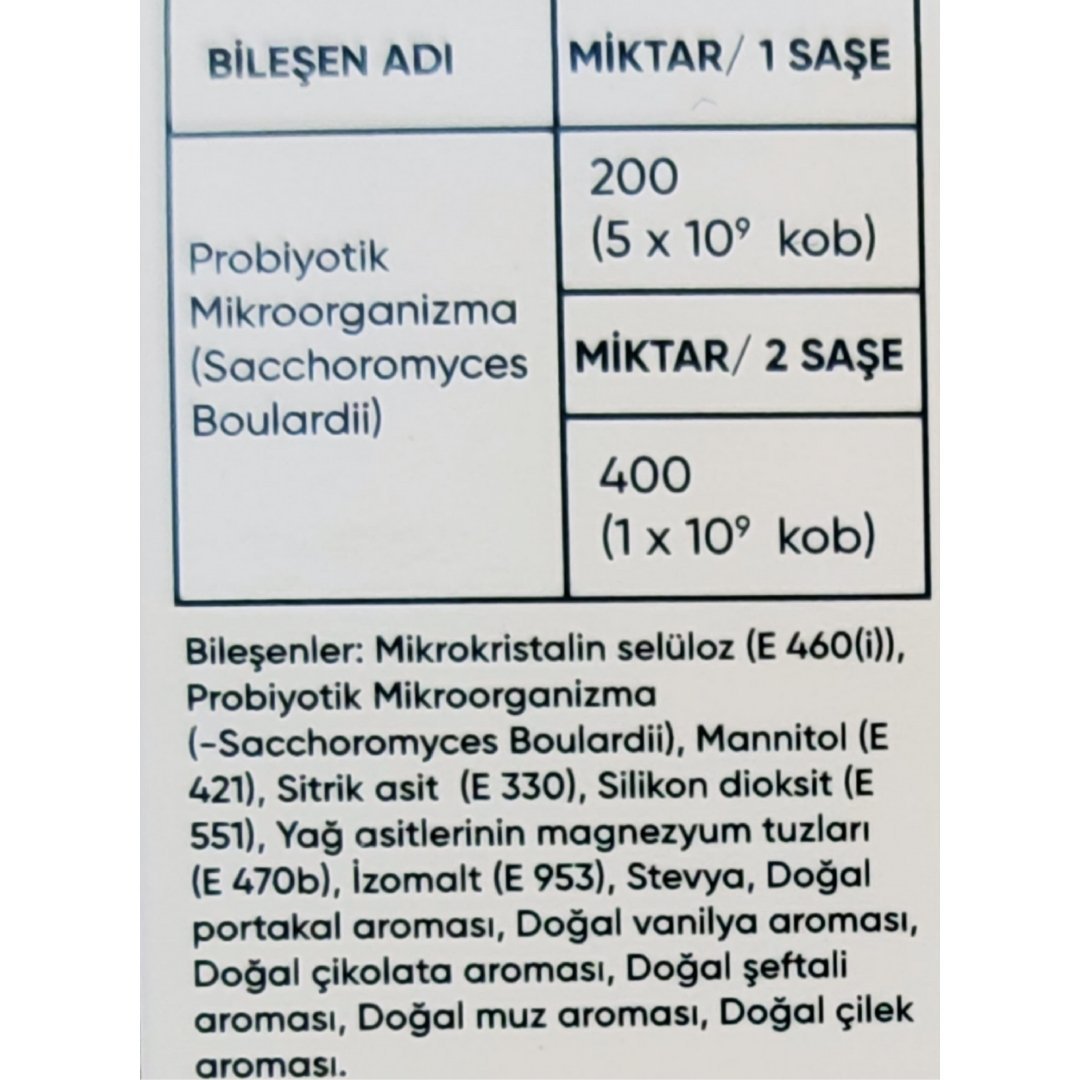 BİLEŞEN ADI
MİKTAR/ 1 SAŞE
Probiyotik
Mikroorganizma
(Sacchoromyces
Boulardii)
200
(5 x 10⁹ kob)
MİKTAR/ 2 SAŞE
400
(1 x 10⁹ kob)
Bileşenler: Mikrokristalin selüloz (E 460(i)),
Probiyotik Mikroorganizma
(-Sacchoromyces Boulardii), Mannitol (E
421), Sitrik asit (E 330), Silikon dioksit (E
551), Yağ asitlerinin magnezyum tuzları
(E 470b), İzomalt (E 953), Stevya, Doğal
portakal aroması, Doğal vanilya aroması,
Doğal çikolata aroması, Doğal şeftali
aroması, Doğal muz aroması, Doğal çilek
aroması.